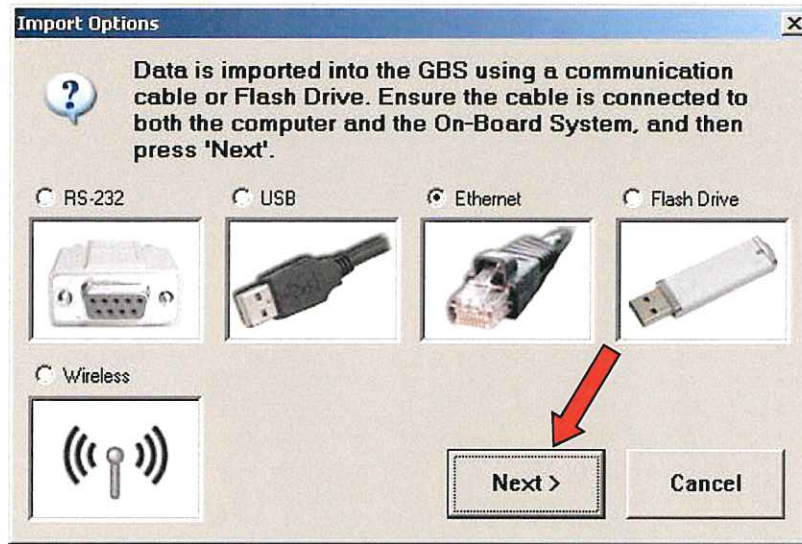 Import Options
Data is imported into the GBS using a communication
cable or Flash Drive. Ensure the cable is connected to
both the computer and the On-Board System, and then
press 'Next'.
RS-232
USB
Ethernet
Flash Drive
Wireless
Next >
Cancel